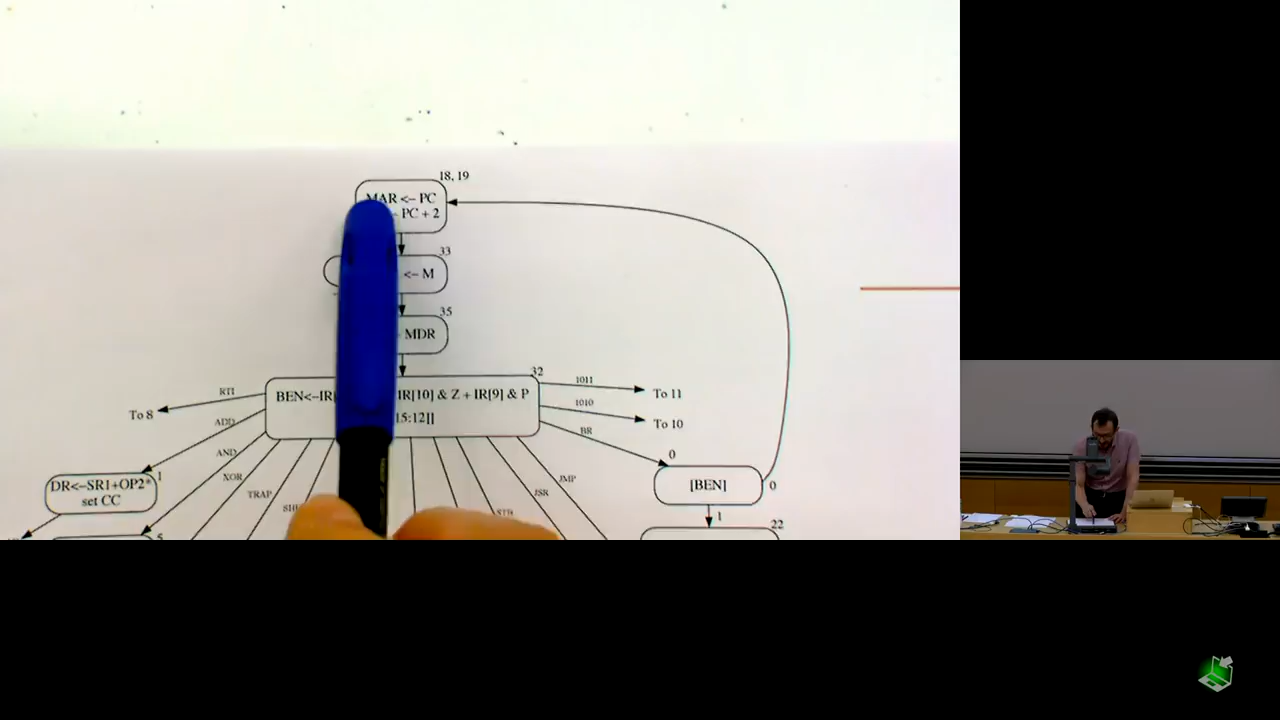 18, 19
MAR <– PC
PC + 2
33
<– M
35
MDR
32
BEN<–IR IR[10] & Z + IR[9] & P
15:12]]
1011
To 11
1010
To 10
BR
RTI
To 8
ADD
AND
XOR
TRAP
JSR
JMP
0
[BEN]
0
1
22
DR<–SR1+OP2*
set CC
1
5